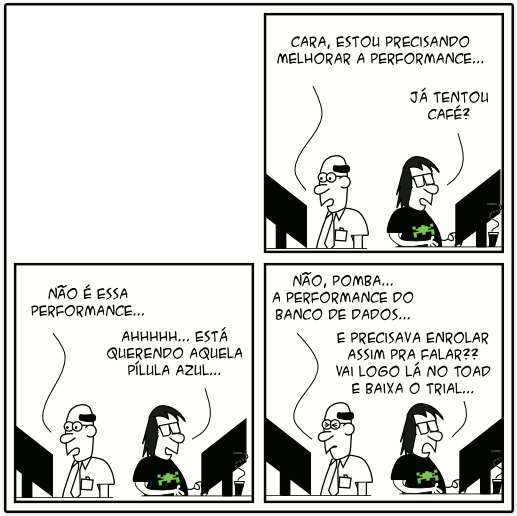 CARA, ESTOU PRECISANDO
MELHORAR A PERFORMANCE...
JÁ TENTOU
CAFÉ?
NÃO É ESSA
PERFORMANCE...
AHHHHH... ESTÁ
QUERENDO AQUELA
PÍLULA AZUL...
NÃO, POMBA...
A PERFORMANCE DO
BANCO DE DADOS...
E PRECISAVA ENROLAR
ASSIM PRA FALAR??
VAI LOGO LÁ NO TOAD
E BAIXA O TRIAL...